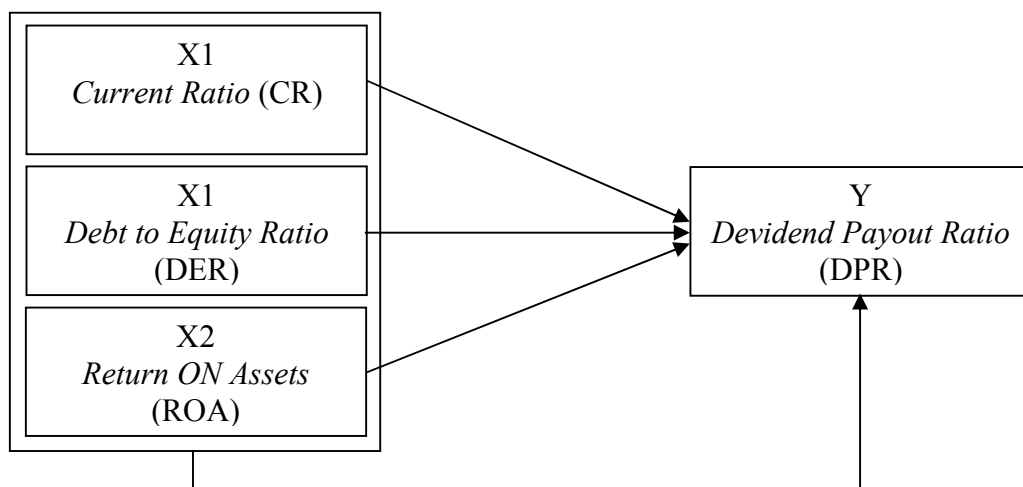 X1
Current Ratio (CR)
X1
Debt to Equity Ratio
(DER)
X2
Return ON Assets
(ROA)
Y
Devidend Payout Ratio
(DPR)